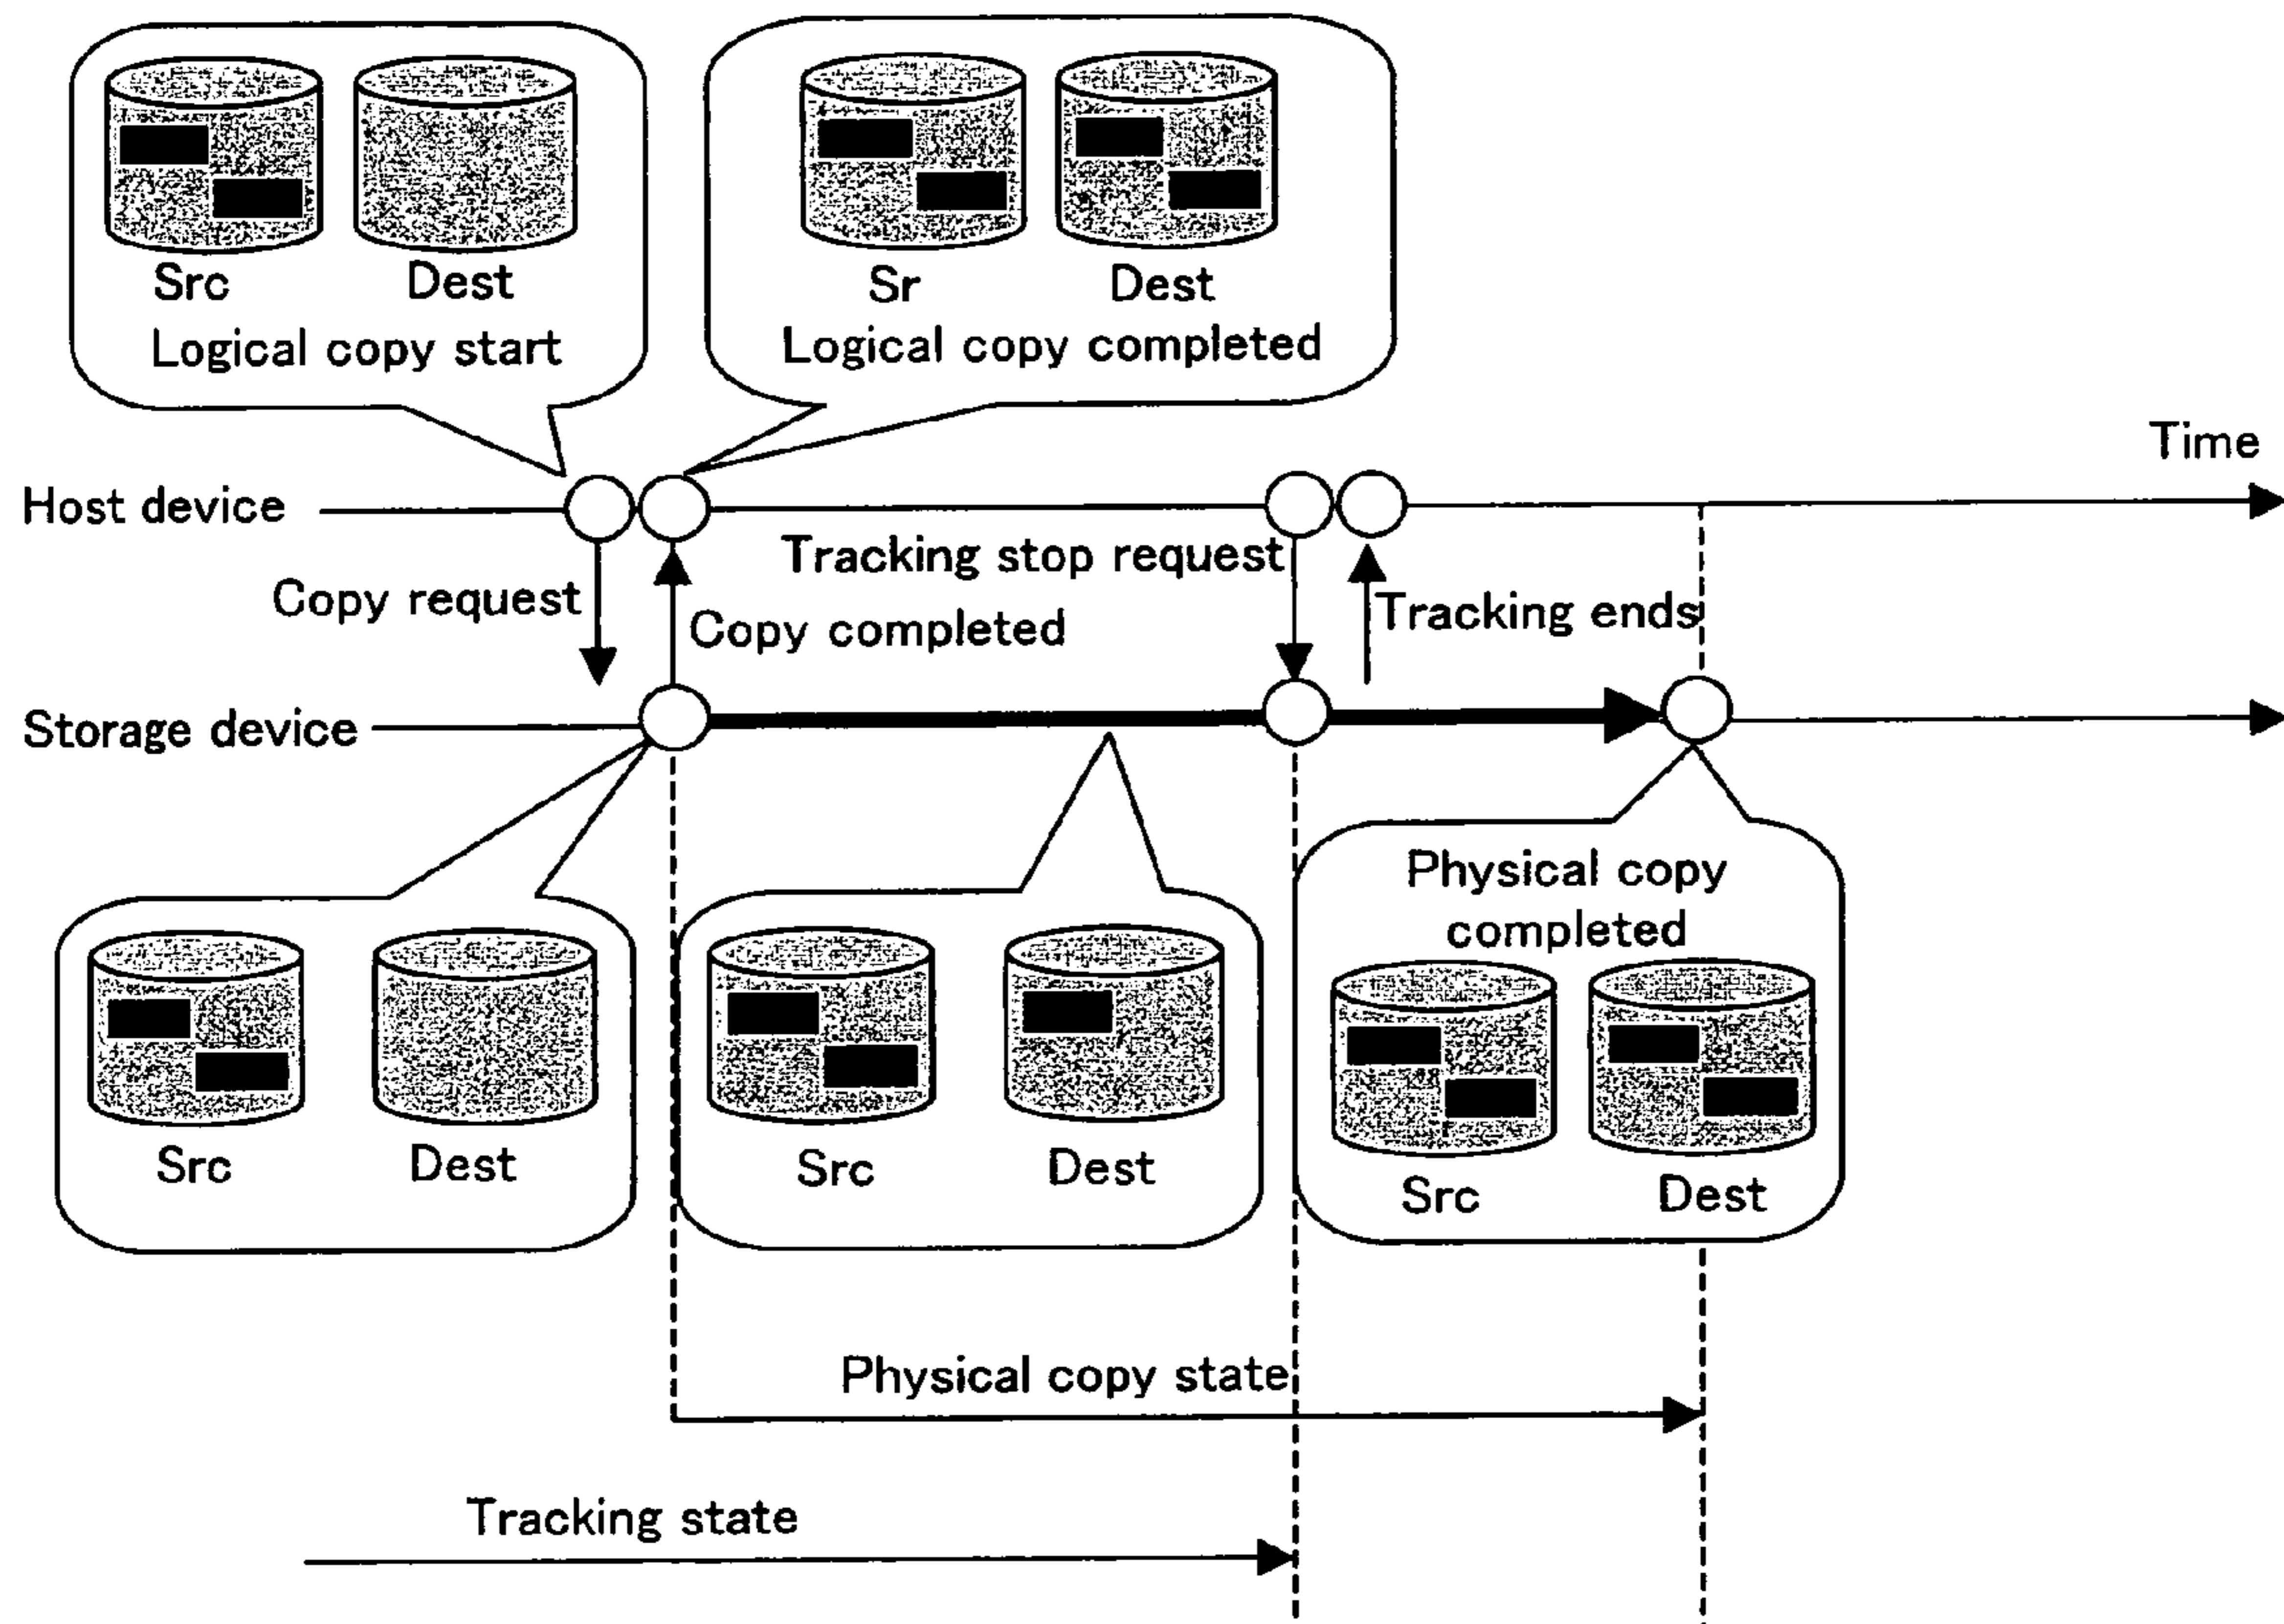 Src
Dest
Logical copy start
Sr
Dest
Logical copy completed
Time
Host device
Tracking stop request
Copy request
Copy completed
Tracking ends
Storage device
Src
Dest
Src
Dest
Physical copy
completed
Src
Dest
Physical copy state
Tracking state